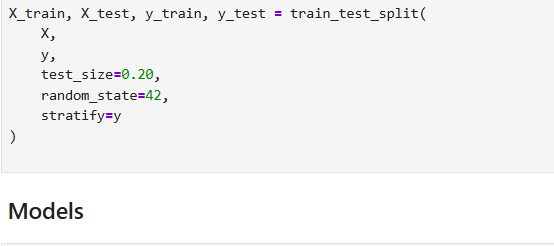 X_train, X_test, y_train, y_test = train_test_split(
    X,
    y,
    test_size=0.20,
    random_state=42,
    stratify=y
)
Models